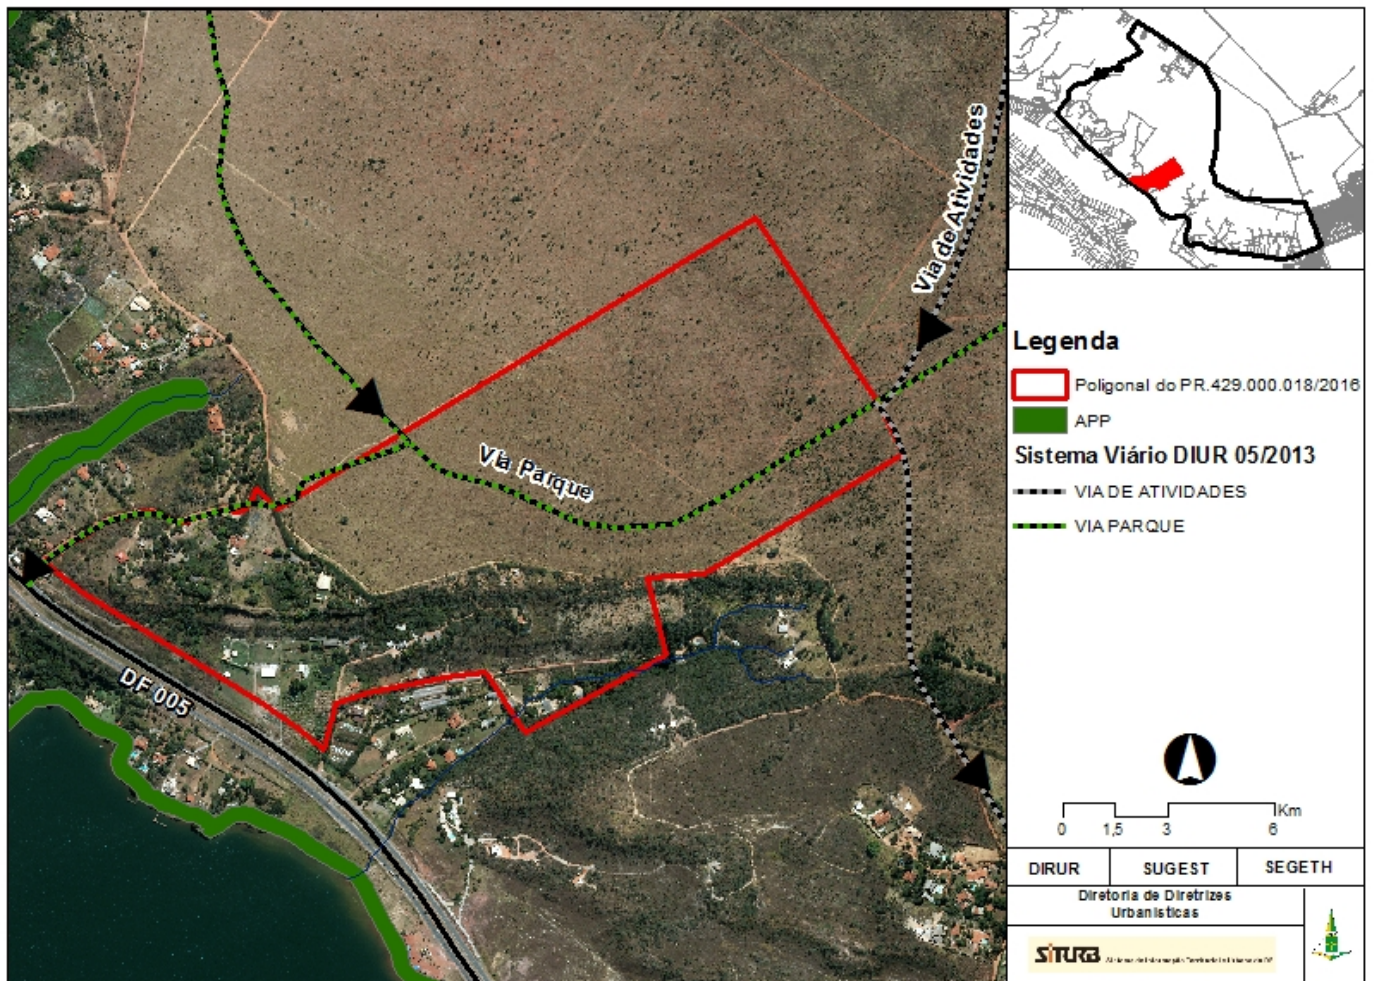 Via de Atividades
Via Parque
DF 005
Legenda
Poligonal do PR.429.000.018/2016
APP
Sistema Viário DIUR 05/2013
VIA DE ATIVIDADES
VIA PARQUE
Km
0 1,5 3 6
DIRUR SUGEST SEGETH
Diretoria de Diretrizes
Urbanísticas
SITURB